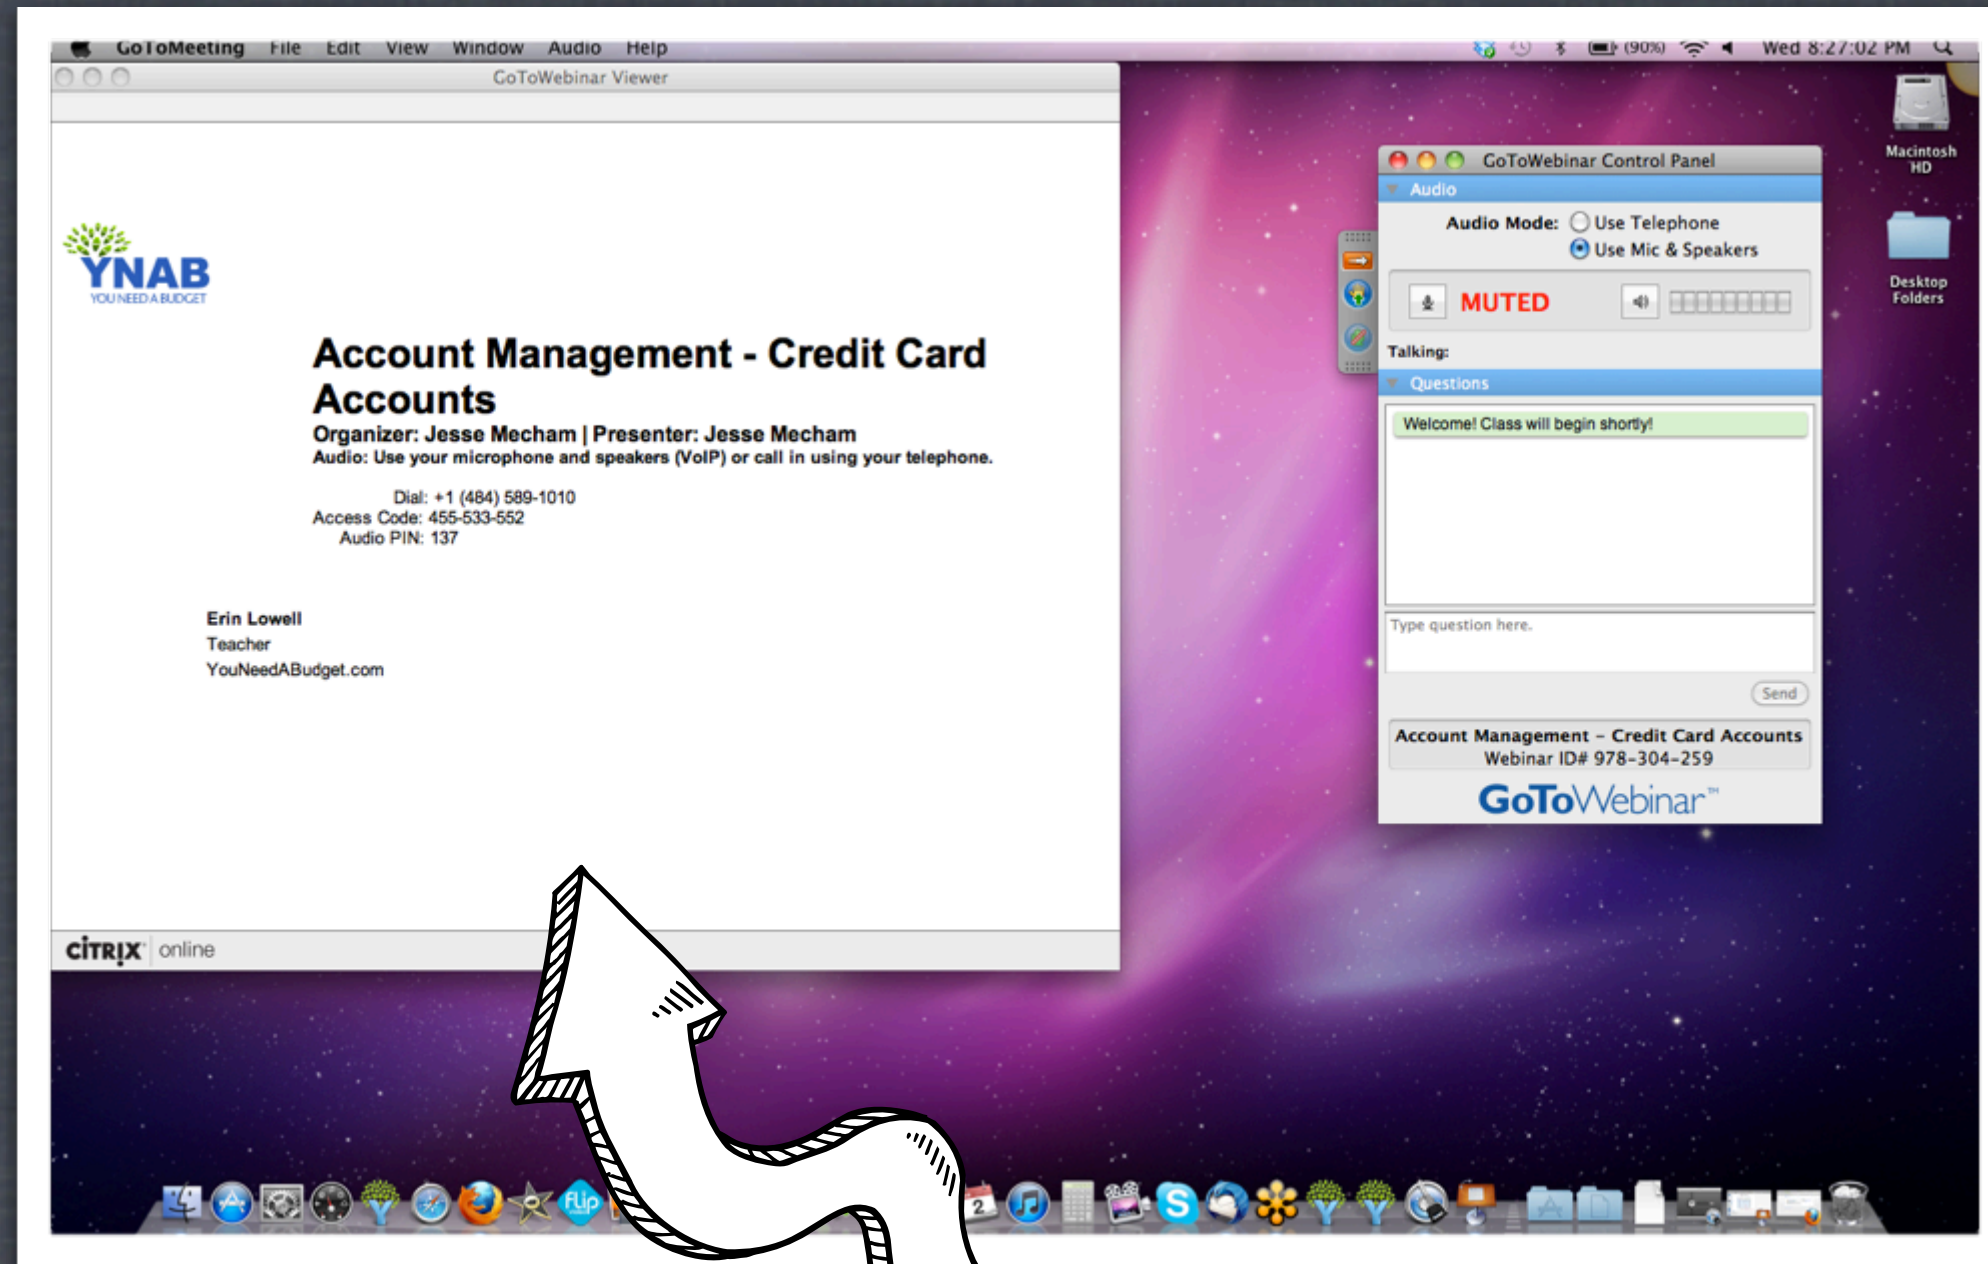 GoToMeeting File Edit View Window Audio Help
(90%) Wed 8:27:02 PM
GoToWebinar Viewer
YNAB
YOU NEED A BUDGET
Account Management - Credit Card
Accounts
Organizer: Jesse Mecham | Presenter: Jesse Mecham
Audio: Use your microphone and speakers (VoIP) or call in using your telephone.
Dial: +1 (484) 589-1010
Access Code: 455-533-552
Audio PIN: 137
Erin Lowell
Teacher
YouNeedABudget.com
CİTRIX online
GoToWebinar Control Panel
Audio
Audio Mode: Use Telephone
Use Mic & Speakers
MUTED
Talking:
Questions
Welcome! Class will begin shortly!
Type question here.
Send
Account Management – Credit Card Accounts
Webinar ID# 978-304-259
GoToWebinar™
Macintosh
HD
Desktop
Folders
flip
2